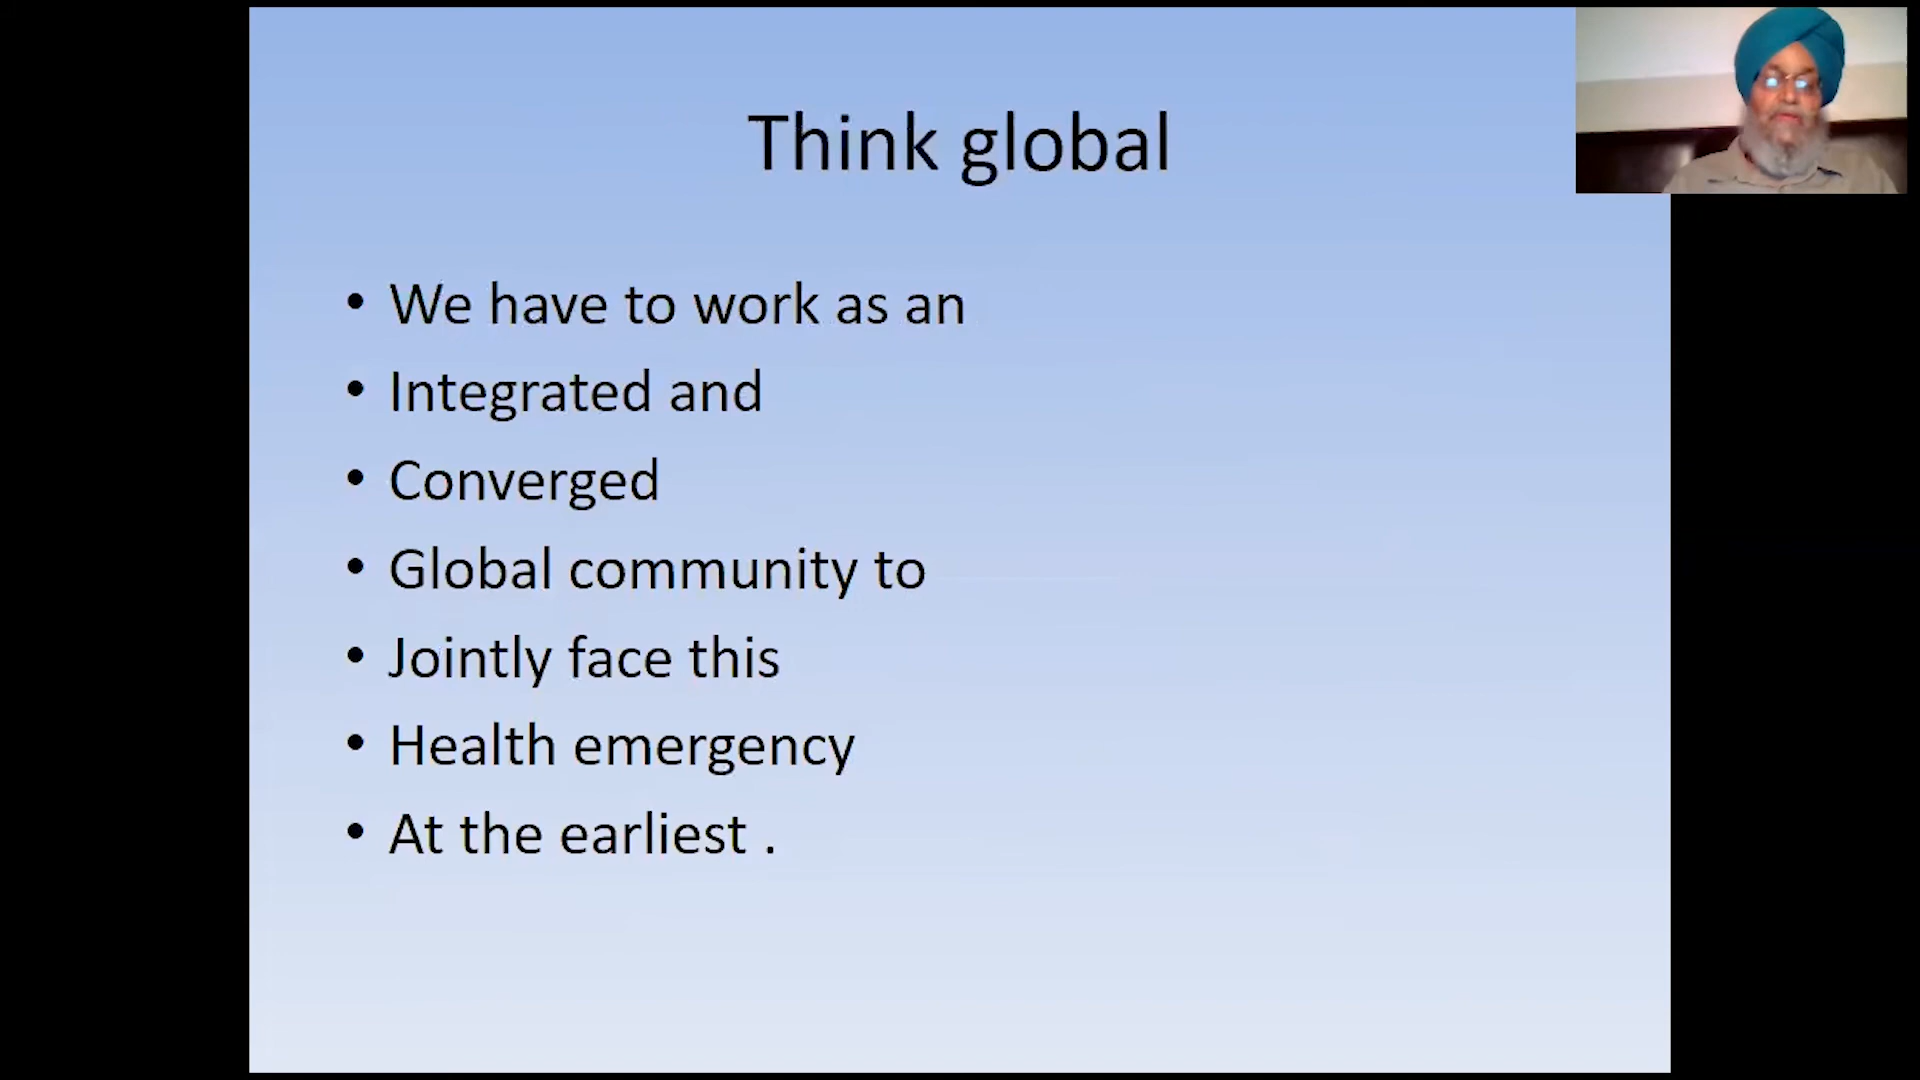 Think global
• We have to work as an
• Integrated and
• Converged
• Global community to
• Jointly face this
• Health emergency
• At the earliest .